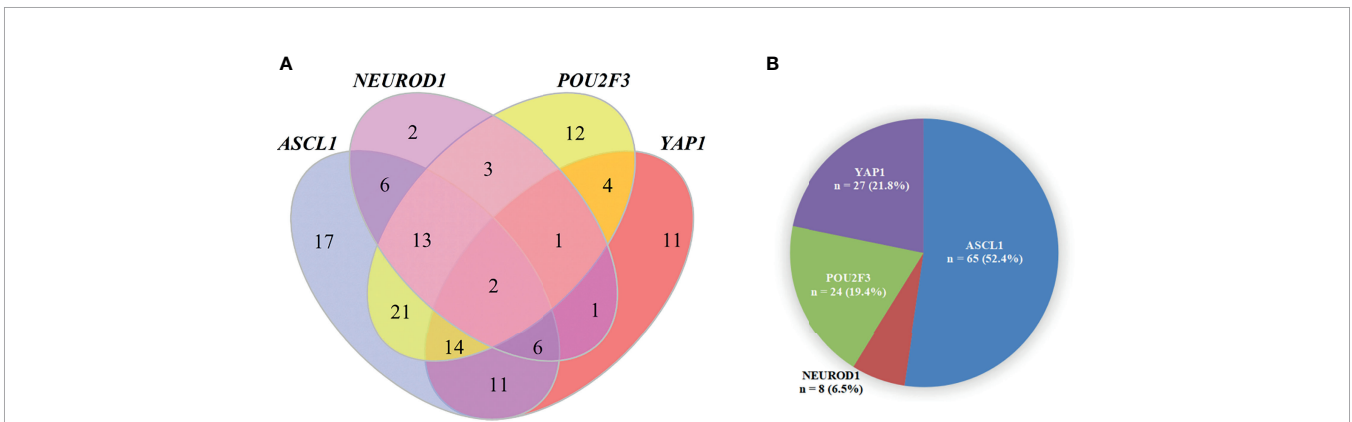 A
B
NEUROD1
POU2F3
ASCL1
YAP1
2
12
3
6
4
17
13
1
11
2
21
1
14
6
11
YAP1
n = 27 (21.8%)
ASCL1
n = 65 (52.4%)
POU2F3
n = 24 (19.4%)
NEUROD1
n = 8 (6.5%)